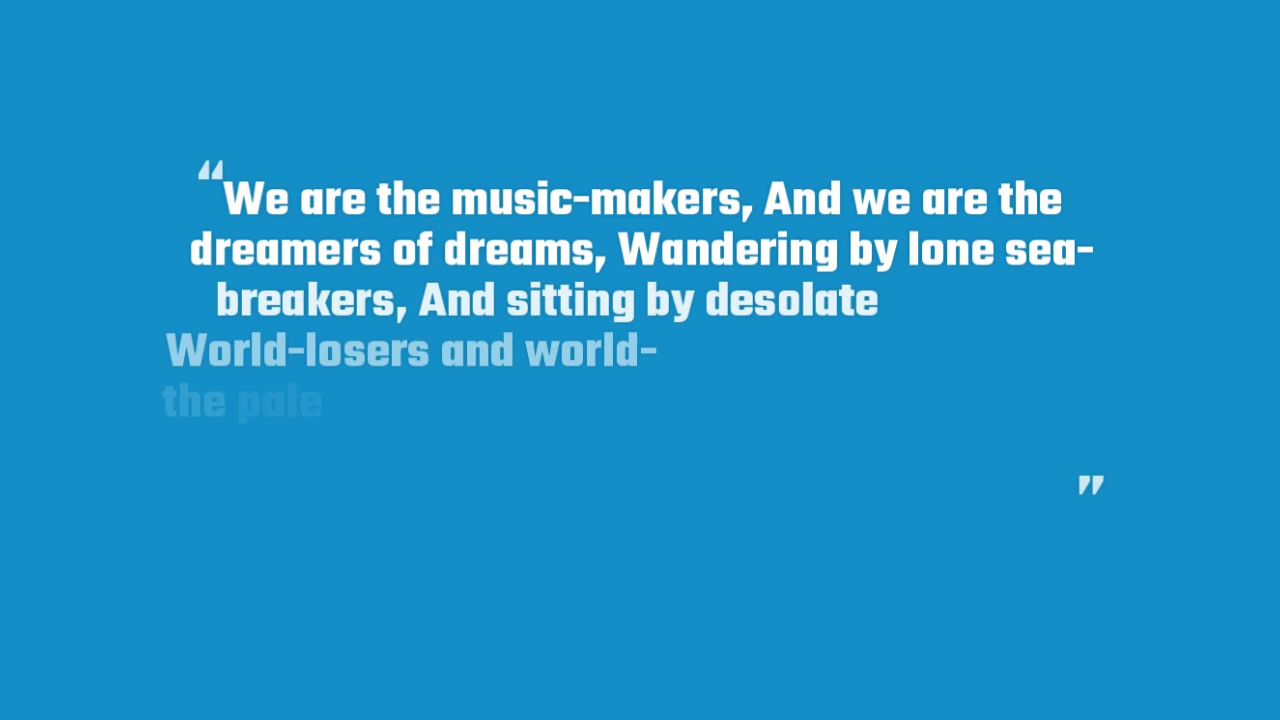 “We are the music-makers, And we are the
dreamers of dreams, Wandering by lone sea-
breakers, And sitting by desolate
World-losers and world-
the pale
”